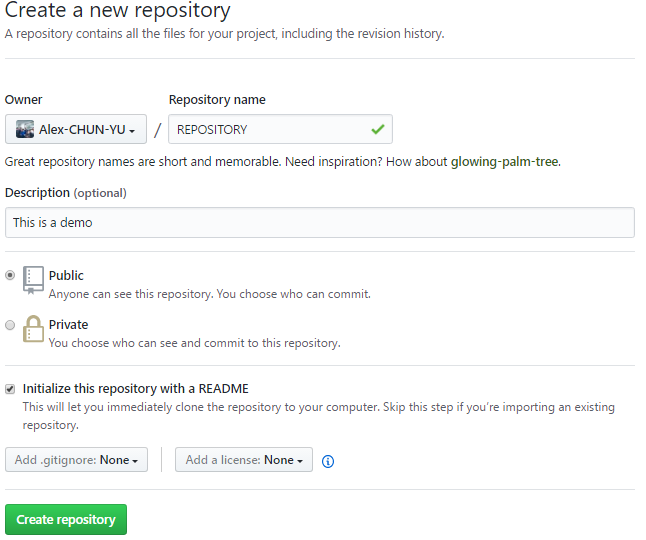 Create a new repository
A repository contains all the files for your project, including the revision history.
Owner Repository name
Alex-CHUN-YU / REPOSITORY
Great repository names are short and memorable. Need inspiration? How about glowing-palm-tree.
Description (optional)
This is a demo
Public
Anyone can see this repository. You choose who can commit.
Private
You choose who can see and commit to this repository.
Initialize this repository with a README
This will let you immediately clone the repository to your computer. Skip this step if you’re importing an existing
repository.
Add .gitignore: None Add a license: None
Create repository